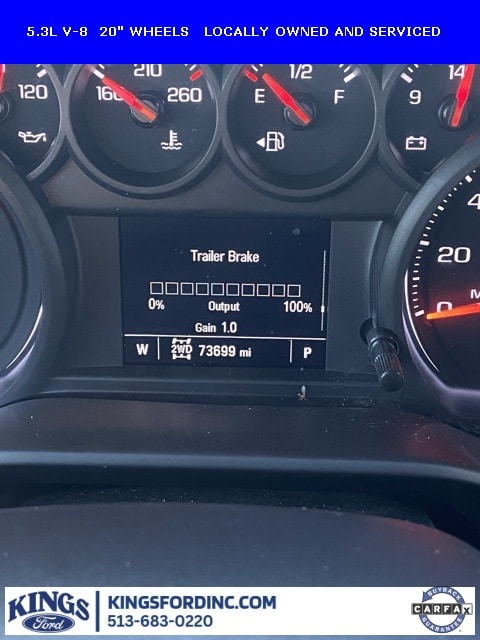 5.3L V-8 20" WHEELS LOCALLY OWNED AND SERVICED
120
160 210 260
E 1/2 F
9 14
Trailer Brake
0% Output 100%
Gain 1.0
W 2WD 73699 mi P
20
0
KINGS Ford
KINGSFORDINC.COM
513-683-0220
BUYBACK
CARFAX
GUARANTEE